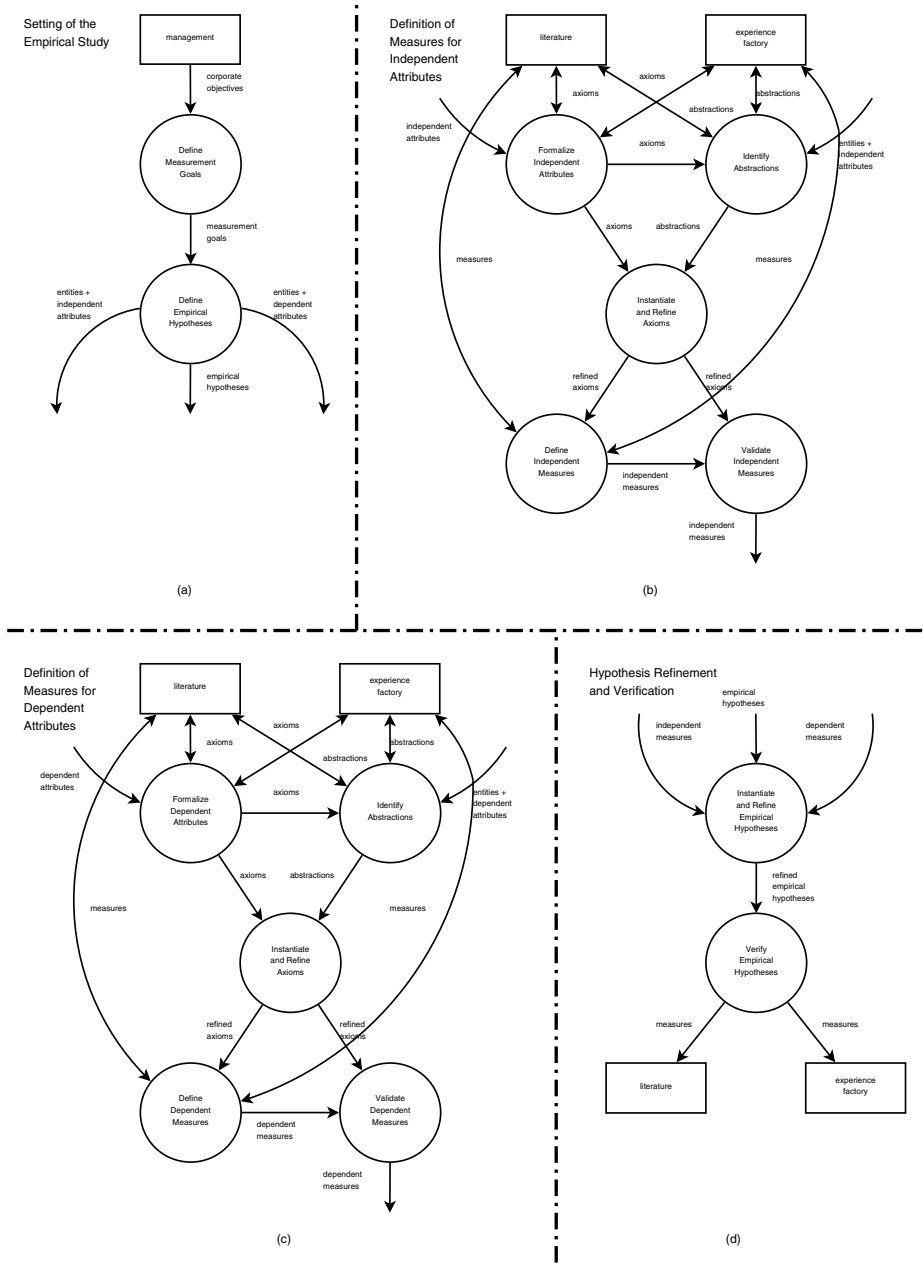 Setting of the
Empirical Study
management
corporate
objectives
Define
Measurement
Goals
measurement
goals
entities +
independent
attributes
entities +
dependent
attributes
Define
Empirical
Hypotheses
empirical
hypotheses
(a)
Definition of
Measures for
Independent
Attributes
literature
experience
factory
axioms
axioms
abstractions
abstractions
independent
attributes
entities +
independent
attributes
Formalize
Independent
Attributes
axioms
Identify
Abstractions
axioms
abstractions
measures
measures
Instantiate
and Refine
Axioms
refined
axioms
refined
axioms
Define
Independent
Measures
independent
measures
Validate
Independent
Measures
independent
measures
(b)
Definition of
Measures for
Dependent
Attributes
literature
experience
factory
axioms
axioms
abstractions
abstractions
dependent
attributes
entities +
dependent
attributes
Formalize
Dependent
Attributes
axioms
Identify
Abstractions
axioms
abstractions
measures
measures
Instantiate
and Refine
Axioms
refined
axioms
refined
axioms
Define
Dependent
Measures
dependent
measures
Validate
Dependent
Measures
dependent
measures
(c)
Hypothesis Refinement
and Verification
empirical
hypotheses
independent
measures
dependent
measures
Instantiate
and Refine
Empirical
Hypotheses
refined
empirical
hypotheses
Verify
Empirical
Hypotheses
measures
measures
literature
experience
factory
(d)